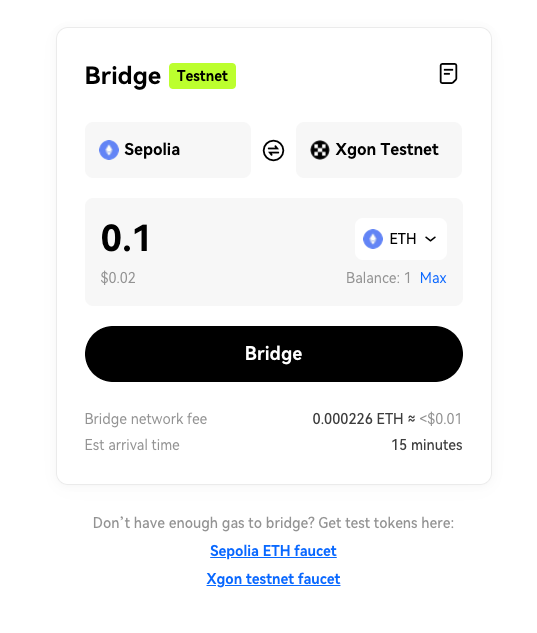 Bridge Testnet
Sepolia Xgon Testnet
0.1 ETH
$0.02 Balance: 1 Max
Bridge
Bridge network fee 0.000226 ETH ≈ <$0.01
Est arrival time 15 minutes
Don’t have enough gas to bridge? Get test tokens here:
Sepolia ETH faucet
Xgon testnet faucet